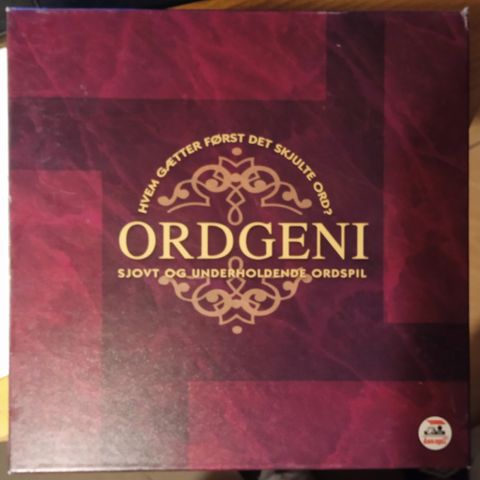 HVEM GÆTTER FØRST DET SKJULTE ORD?
ORDGENI
SJOVT OG UNDERHOLDENDE ORDSPIL